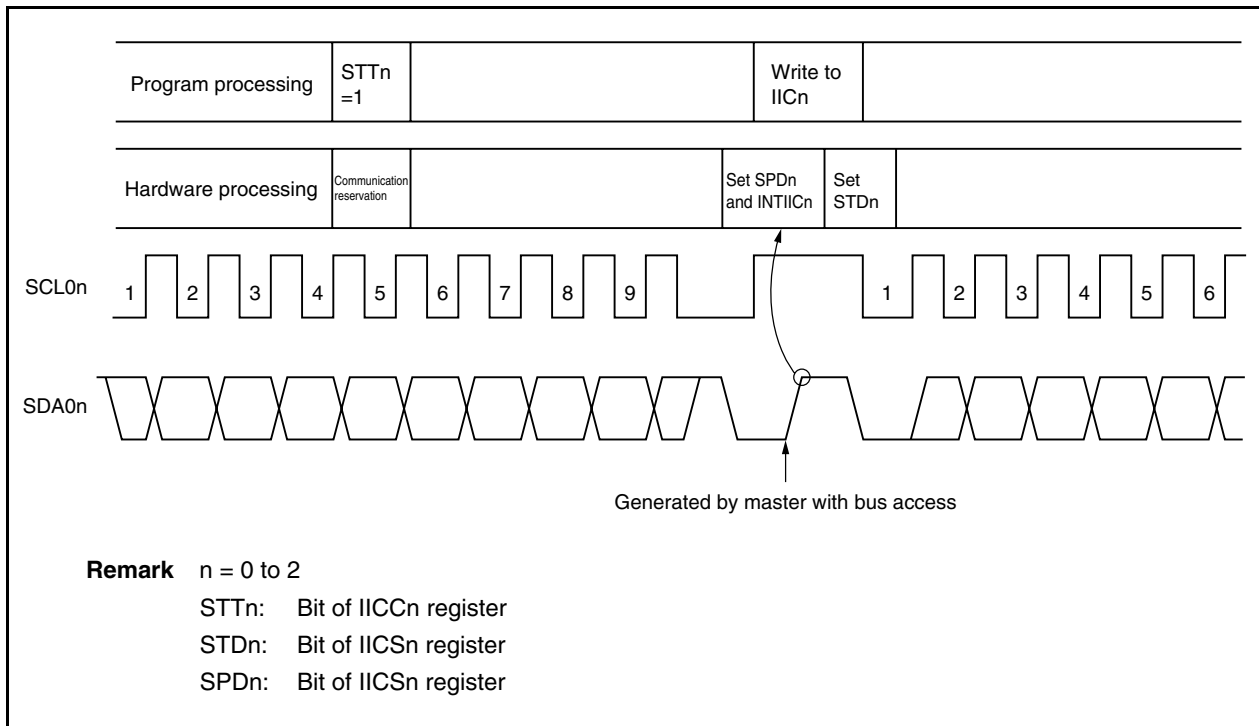 Program processing
STTn
=1
Write to
IICn
Hardware processing
Communication
reservation
Set SPDn
and INTIICn
Set
STDn
SCL0n
1 2 3 4 5 6 7 8 9 1 2 3 4 5 6
SDA0n
Generated by master with bus access
Remark n = 0 to 2
STTn: Bit of IICCn register
STDn: Bit of IICSn register
SPDn: Bit of IICSn register